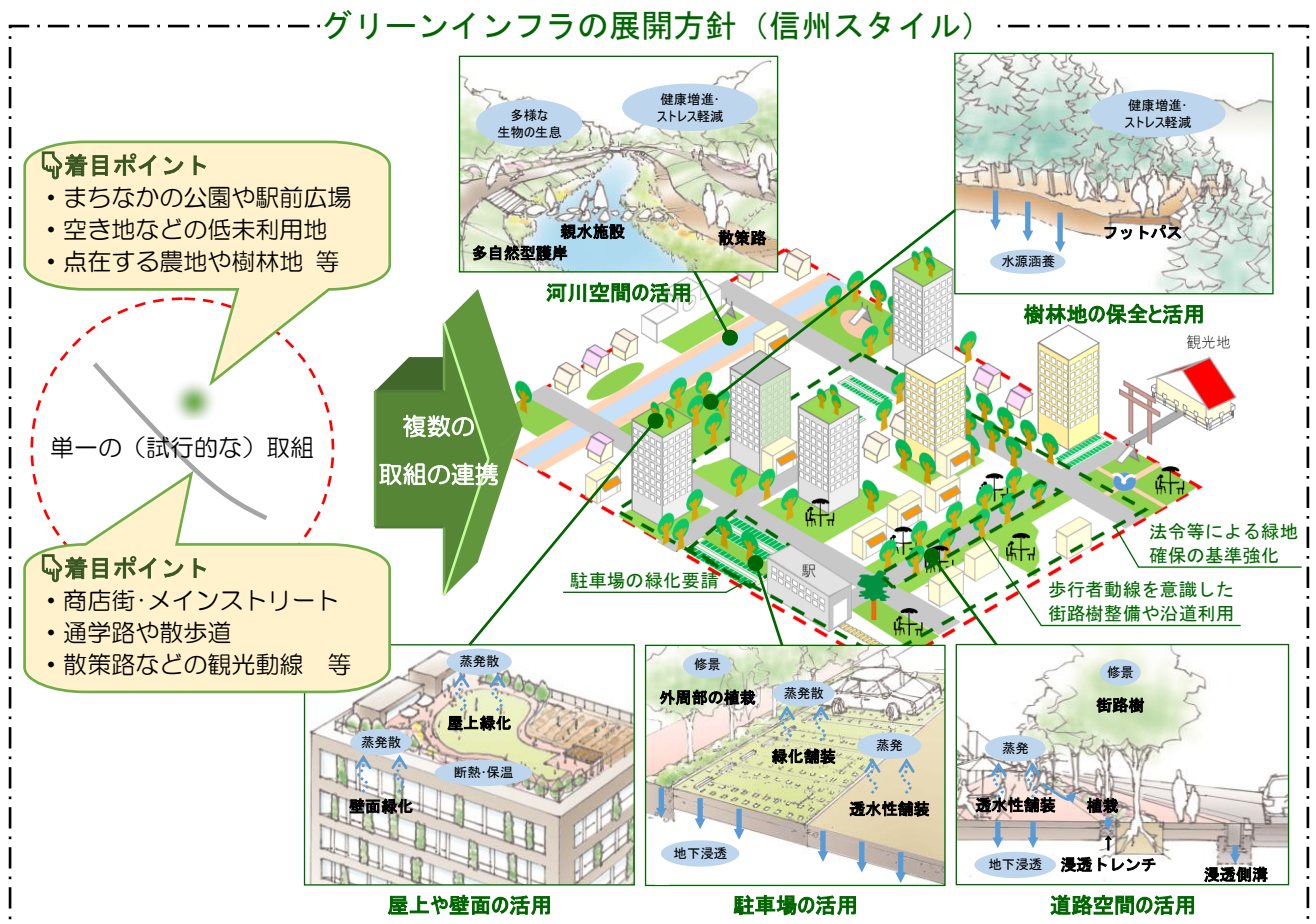 グリーンインフラの展開方針（信州スタイル）
着目ポイント
・まちなかの公園や駅前広場
・空き地などの低未利用地
・点在する農地や樹林地 等
単一の（試行的な）取組
着目ポイント
・商店街・メインストリート
・通学路や散歩道
・散策路などの観光動線 等
複数の
取組の連携
多様な
生物の生息
健康増進・
ストレス軽減
親水施設
多自然型護岸
散策路
河川空間の活用
健康増進・
ストレス軽減
フットパス
水源涵養
樹林地の保全と活用
観光地
駅
駐車場の緑化要請
法令等による緑地
確保の基準強化
歩行者動線を意識した
街路樹整備や沿道利用
蒸発散
屋上緑化
蒸発散
断熱・保温
壁面緑化
屋上や壁面の活用
修景
外周部の植栽
蒸発散
緑化舗装
蒸発
透水性舗装
地下浸透
駐車場の活用
修景
街路樹
蒸発
透水性舗装
植栽
地下浸透
浸透トレンチ
浸透側溝
道路空間の活用